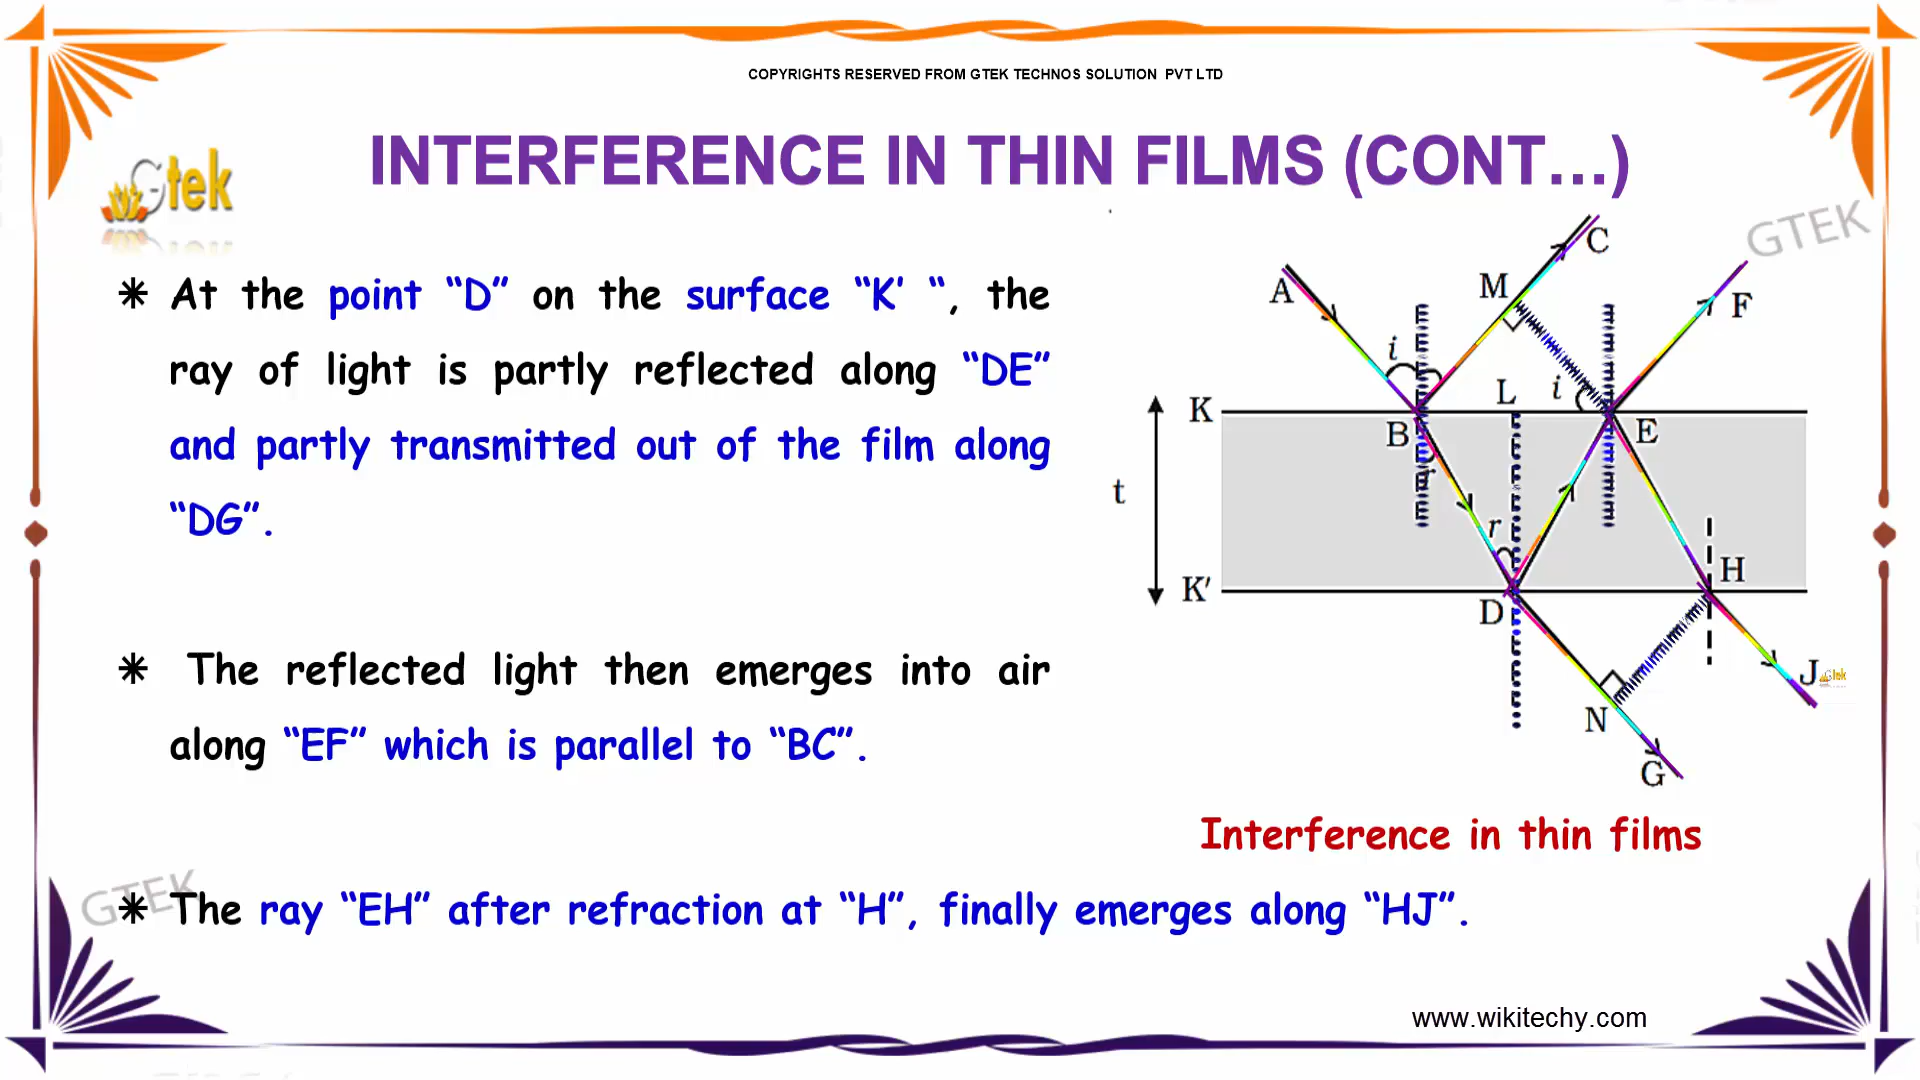 COPYRIGHTS RESERVED FROM GTEK TECHNOS SOLUTION PVT LTD
INTERFERENCE IN THIN FILMS (CONT...)
Gtek
GTEK
✳ At the point “D” on the surface “K′ “, the
ray of light is partly reflected along “DE”
and partly transmitted out of the film along
“DG”.
✳ The reflected light then emerges into air
along “EF” which is parallel to “BC”.
✳ The ray “EH” after refraction at “H”, finally emerges along “HJ”.
GTEK
A
M
C
F
i
L
i
K
B
E
t
r
r
K′
D
H
J
Gtek
N
G
Interference in thin films
www.wikitechy.com